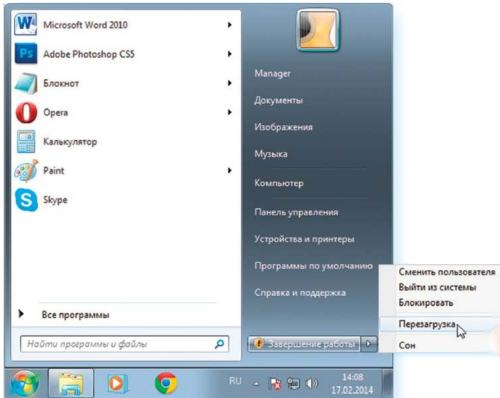 Microsoft Word 2010
Adobe Photoshop CS5
Блокнот
Opera
Калькулятор
Paint
Skype
Все программы
Найти программы и файлы
Manager
Документы
Изображения
Музыка
Компьютер
Панель управления
Устройства и принтеры
Программы по умолчанию
Справка и поддержка
Завершение работы
Сменить пользователя
Выйти из системы
Блокировать
Перезагрузка
Сон
RU
14:08
17.02.2014